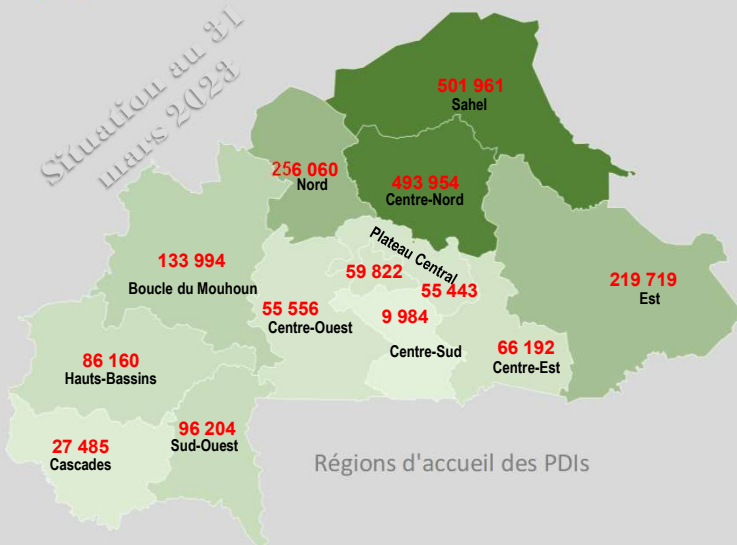 Situation au 31
mars 2023
501 961
Sahel
256 060
Nord
493 954
Centre-Nord
Plateau Central
133 994
Boucle du Mouhoun
59 822
55 443
219 719
Est
55 556
Centre-Ouest
9 984
Centre-Sud
66 192
Centre-Est
86 160
Hauts-Bassins
96 204
Sud-Ouest
27 485
Cascades
Régions d'accueil des PDIs